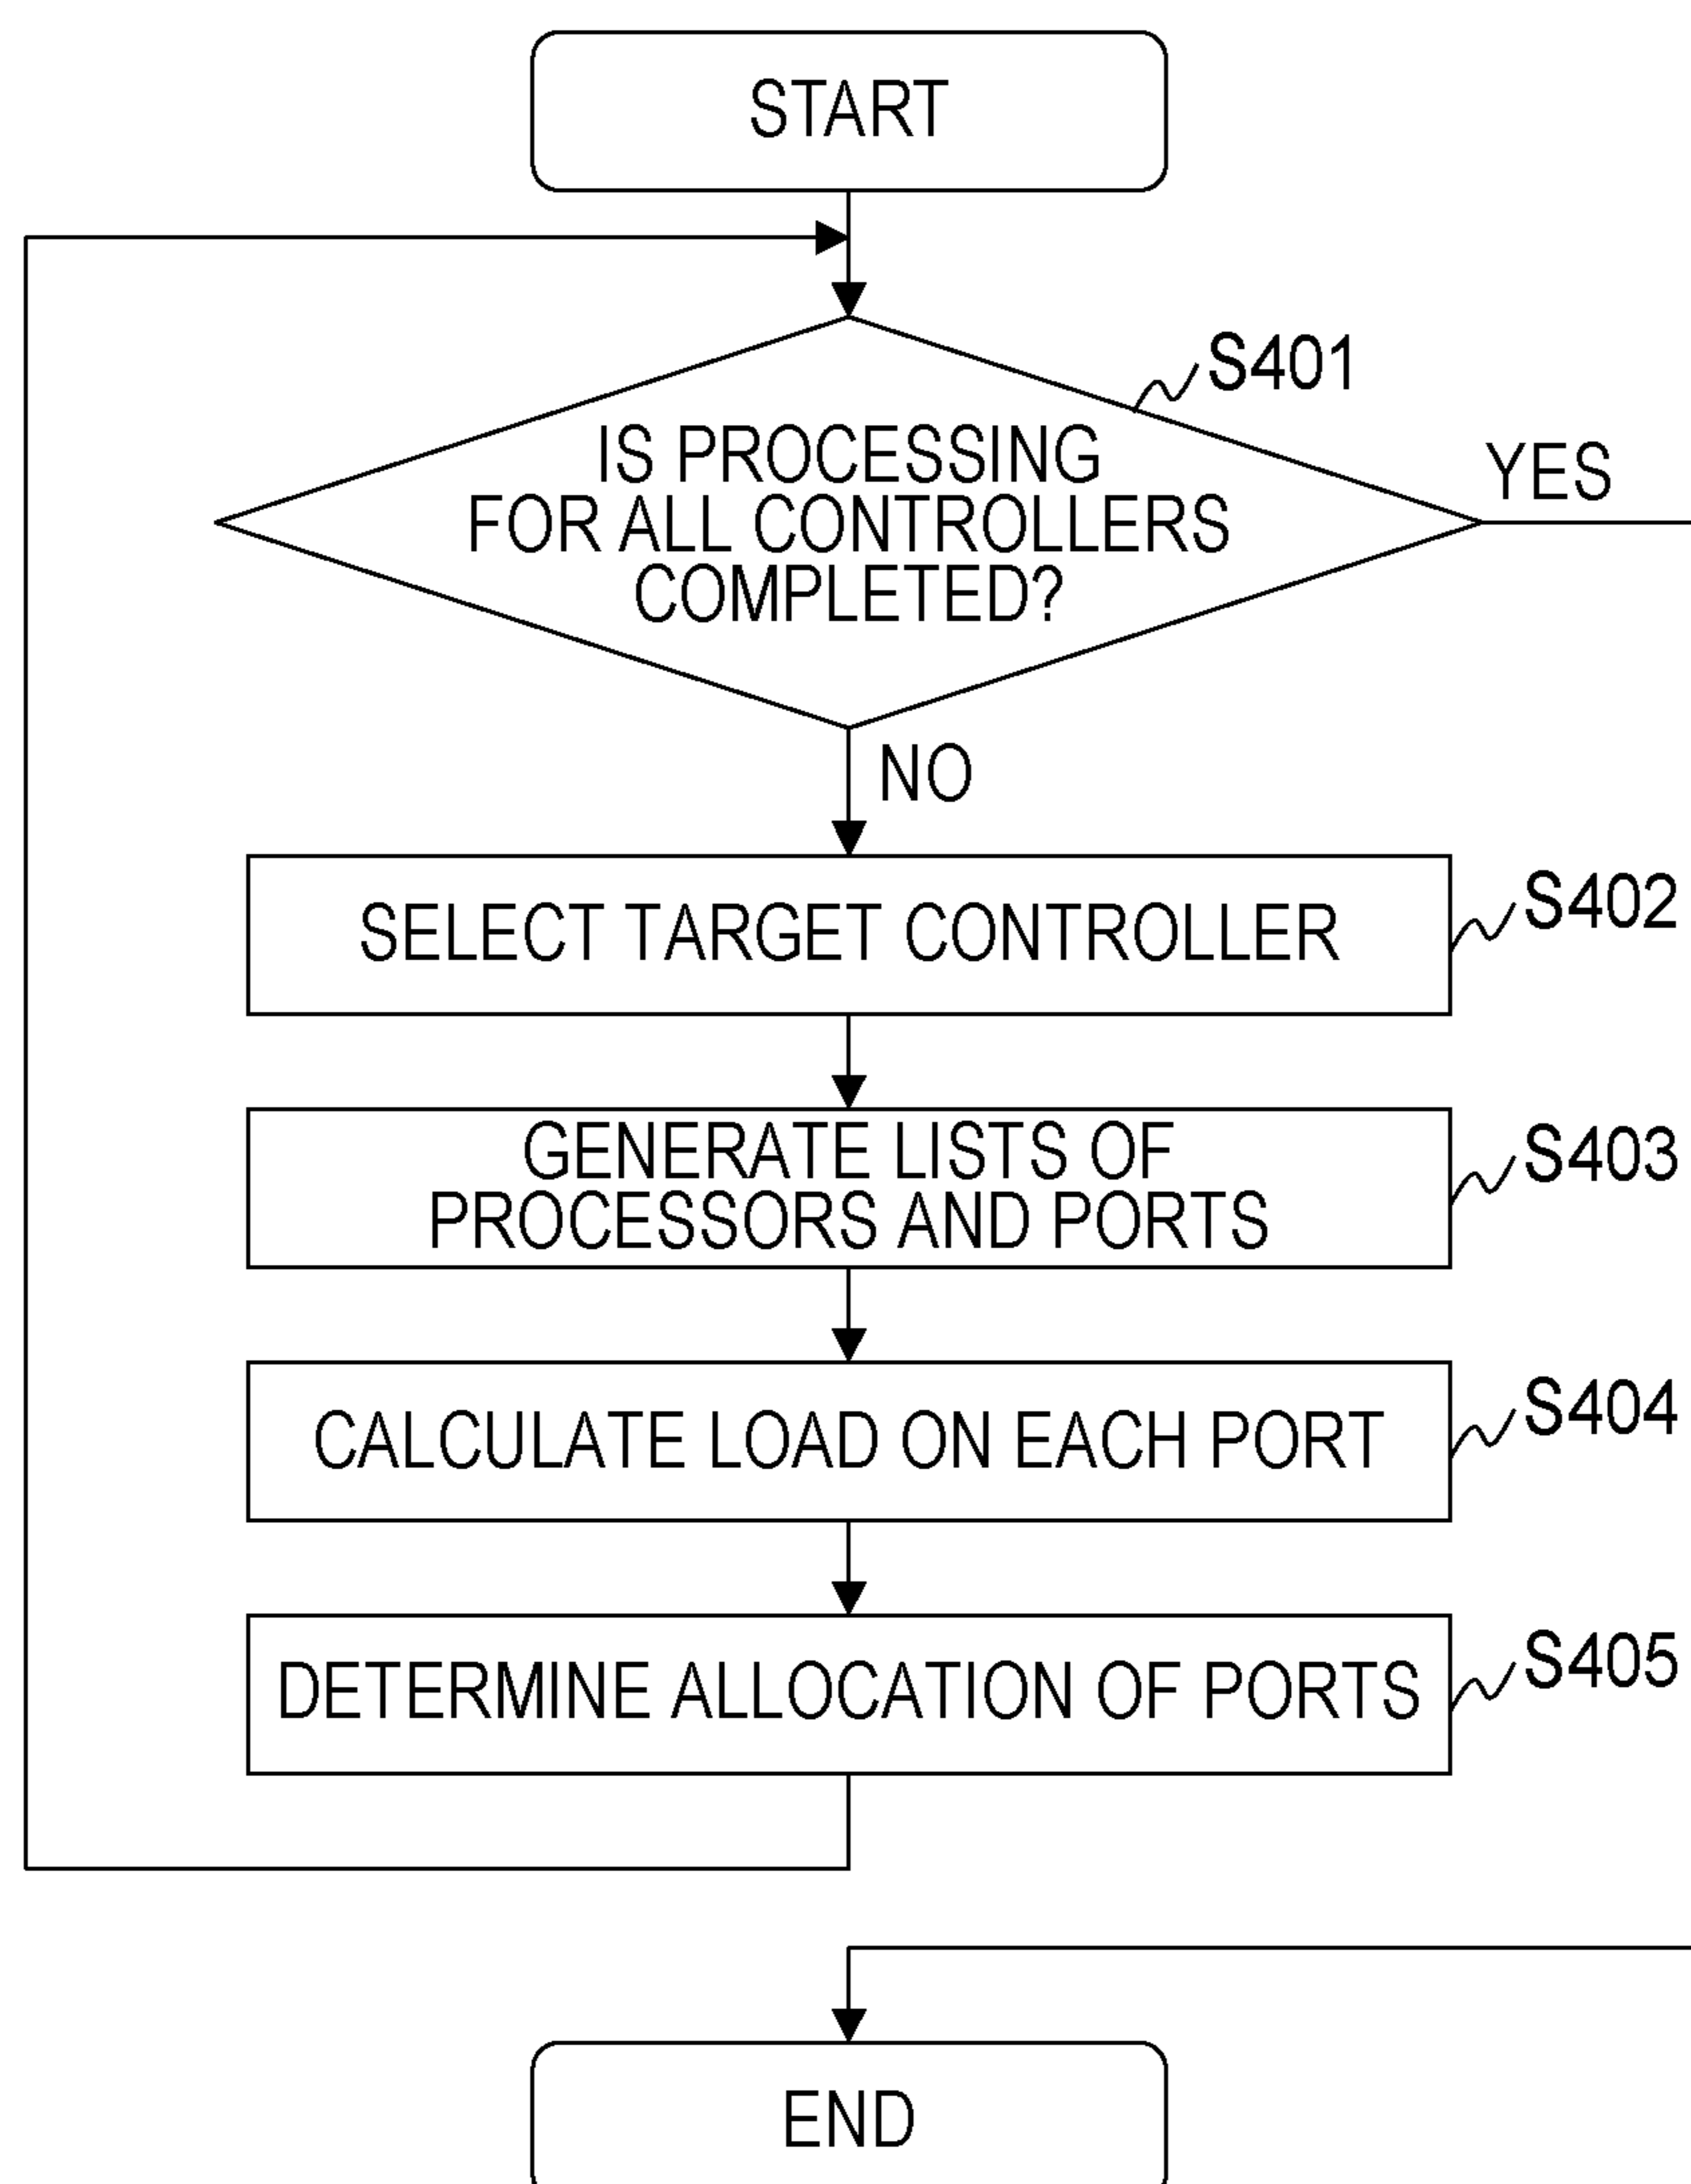 START
S401
IS PROCESSING
FOR ALL CONTROLLERS
COMPLETED?
YES
NO
SELECT TARGET CONTROLLER
S402
GENERATE LISTS OF
PROCESSORS AND PORTS
S403
CALCULATE LOAD ON EACH PORT
S404
DETERMINE ALLOCATION OF PORTS
S405
END